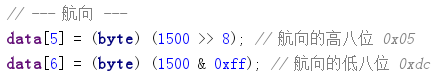 // --- 航向 ---
data[5] = (byte) (1500 >> 8); // 航向的高八位 0x05
data[6] = (byte) (1500 & 0xff); // 航向的低八位 0xdc